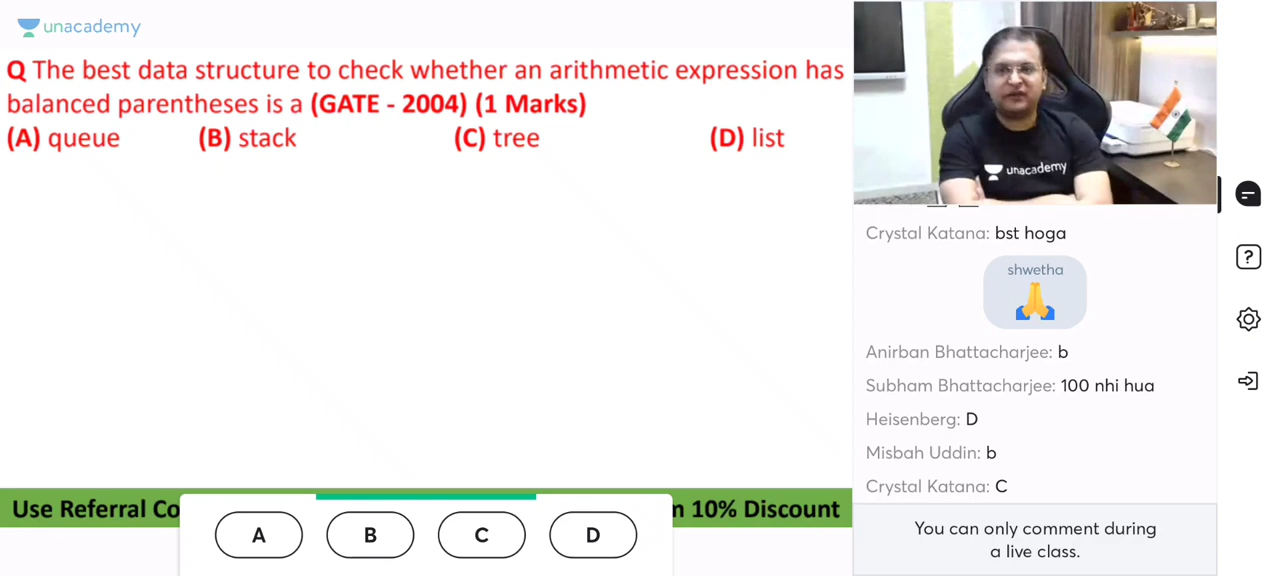 unacademy
Q The best data structure to check whether an arithmetic expression has
balanced parentheses is a (GATE - 2004) (1 Marks)
(A) queue (B) stack (C) tree (D) list
unacademy
Crystal Katana: bst hoga
shwetha
Anirban Bhattacharjee: b
Subham Bhattacharjee: 100 nhi hua
Heisenberg: D
Misbah Uddin: b
Crystal Katana: C
Use Referral Co
10% Discount
A B C D
You can only comment during
a live class.